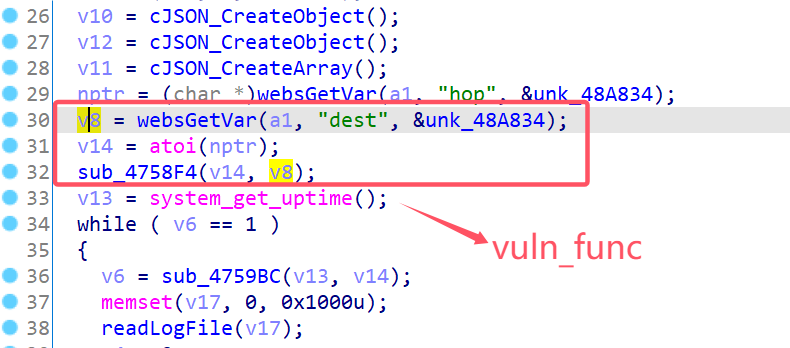 26 v10 = cJSON_CreateObject();
27 v12 = cJSON_CreateObject();
28 v11 = cJSON_CreateArray();
29 nptr = (char *)websGetVar(a1, "hop", &unk_48A834);
30 v8 = websGetVar(a1, "dest", &unk_48A834);
31 v14 = atoi(nptr);
32 sub_4758F4(v14, v8);
33 v13 = system_get_uptime();
34 while ( v6 == 1 )
vuln_func
35 {
36 v6 = sub_4759BC(v13, v14);
37 memset(v17, 0, 0x1000u);
38 readLogFile(v17);